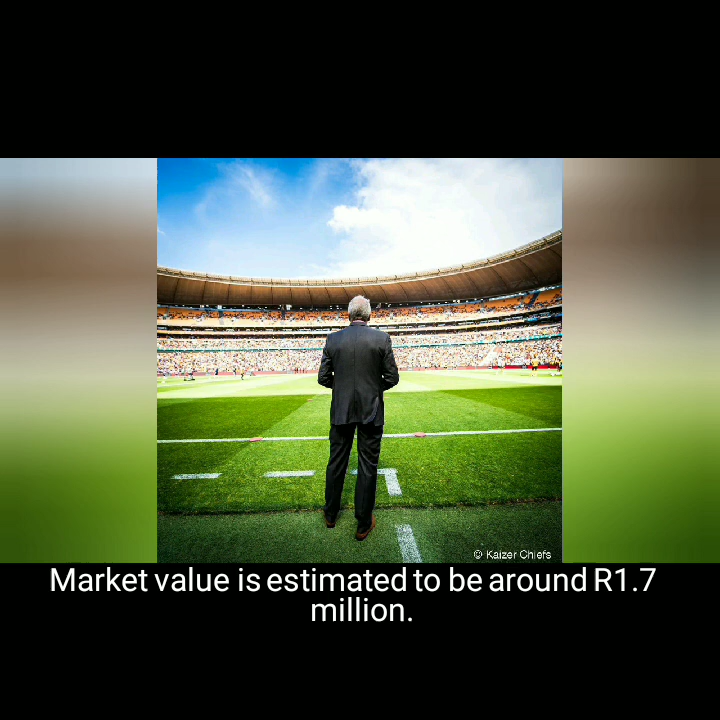 © Kaizer Chiefs
Market value is estimated to be around R1.7
million.